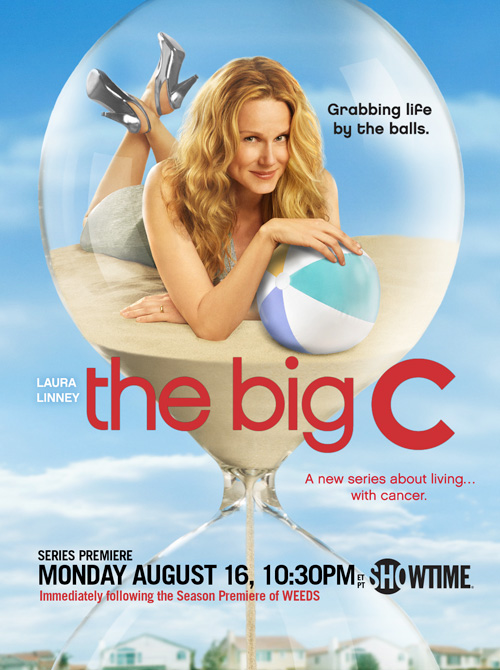 Grabbing life
by the balls.
LAURA
LINNEY
the big C
A new series about living...
with cancer.
SERIES PREMIERE
MONDAY AUGUST 16, 10:30PM ET PT SHOWTIME
Immediately following the Season Premiere of WEEDS